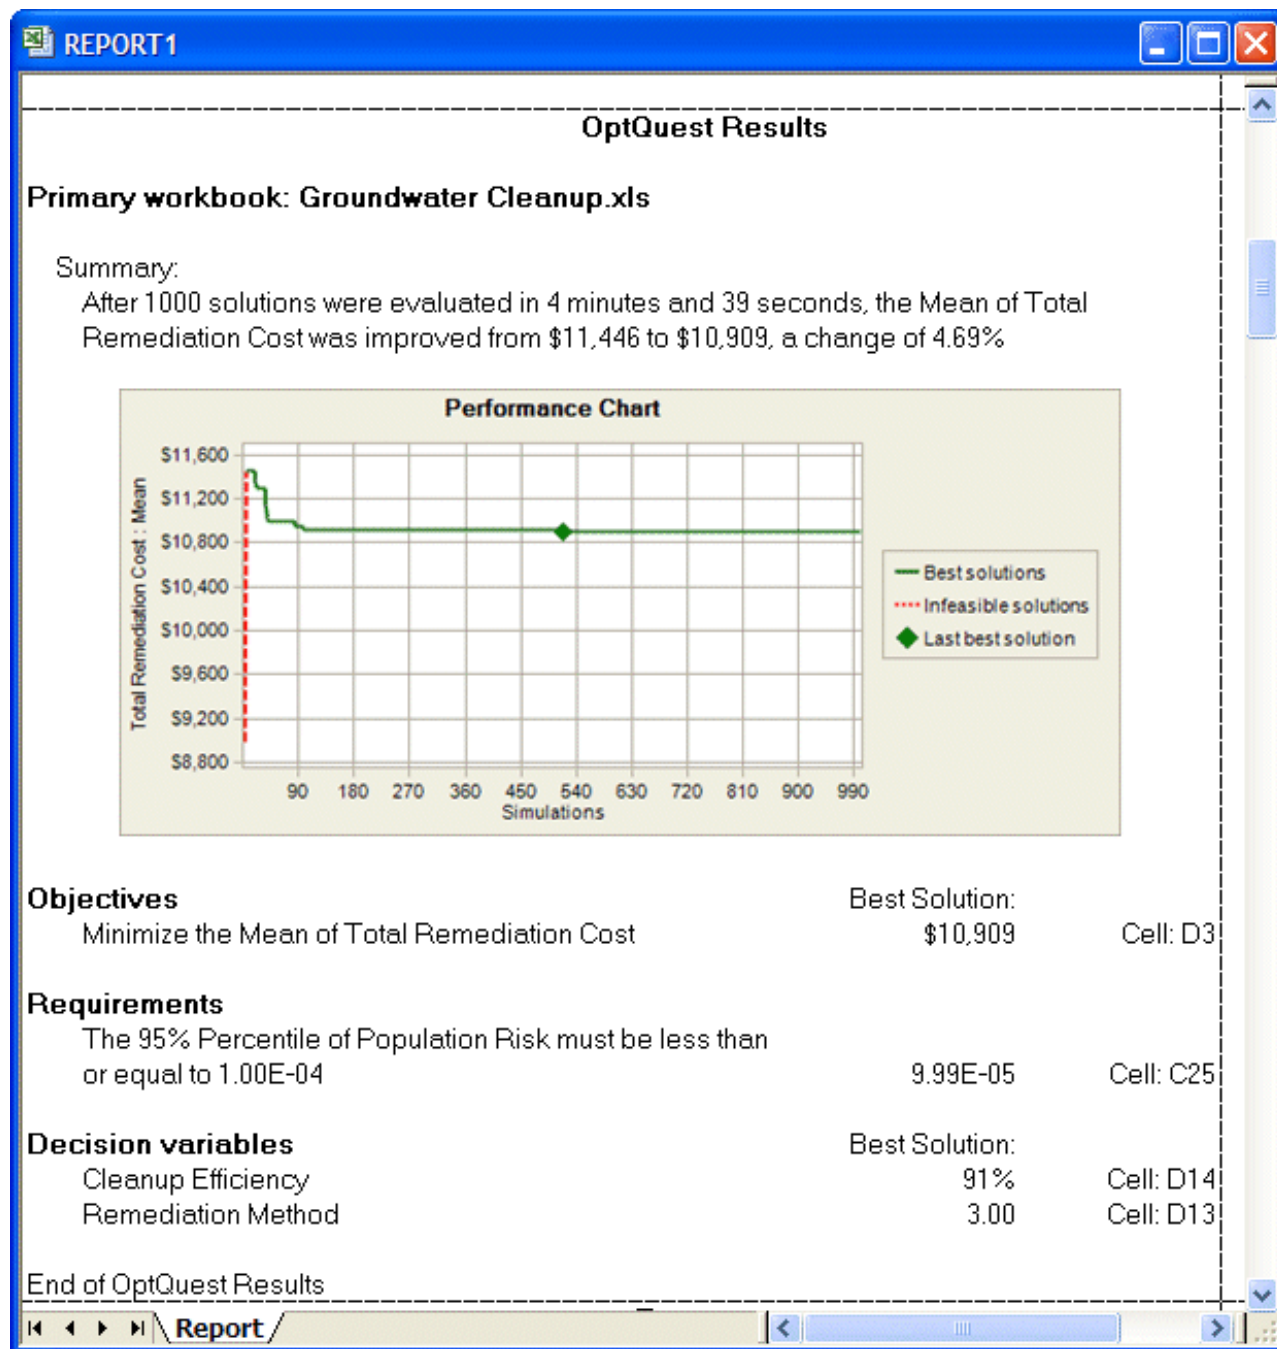 REPORT1
OptQuest Results
Primary workbook: Groundwater Cleanup.xls
Summary:
After 1000 solutions were evaluated in 4 minutes and 39 seconds, the Mean of Total
Remediation Cost was improved from $11,446 to $10,909, a change of 4.69%
Performance Chart
Total Remediation Cost : Mean
$11,600
$11,200
$10,800
$10,400
$10,000
$9,600
$9,200
$8,800
90 180 270 360 450 540 630 720 810 900 990
Simulations
Best solutions
Infeasible solutions
Last best solution
Objectives Best Solution:
Minimize the Mean of Total Remediation Cost $10,909 Cell: D3
Requirements
The 95% Percentile of Population Risk must be less than
or equal to 1.00E-04 9.99E-05 Cell: C25
Decision variables Best Solution:
Cleanup Efficiency 91% Cell: D14
Remediation Method 3.00 Cell: D13
End of OptQuest Results
Report